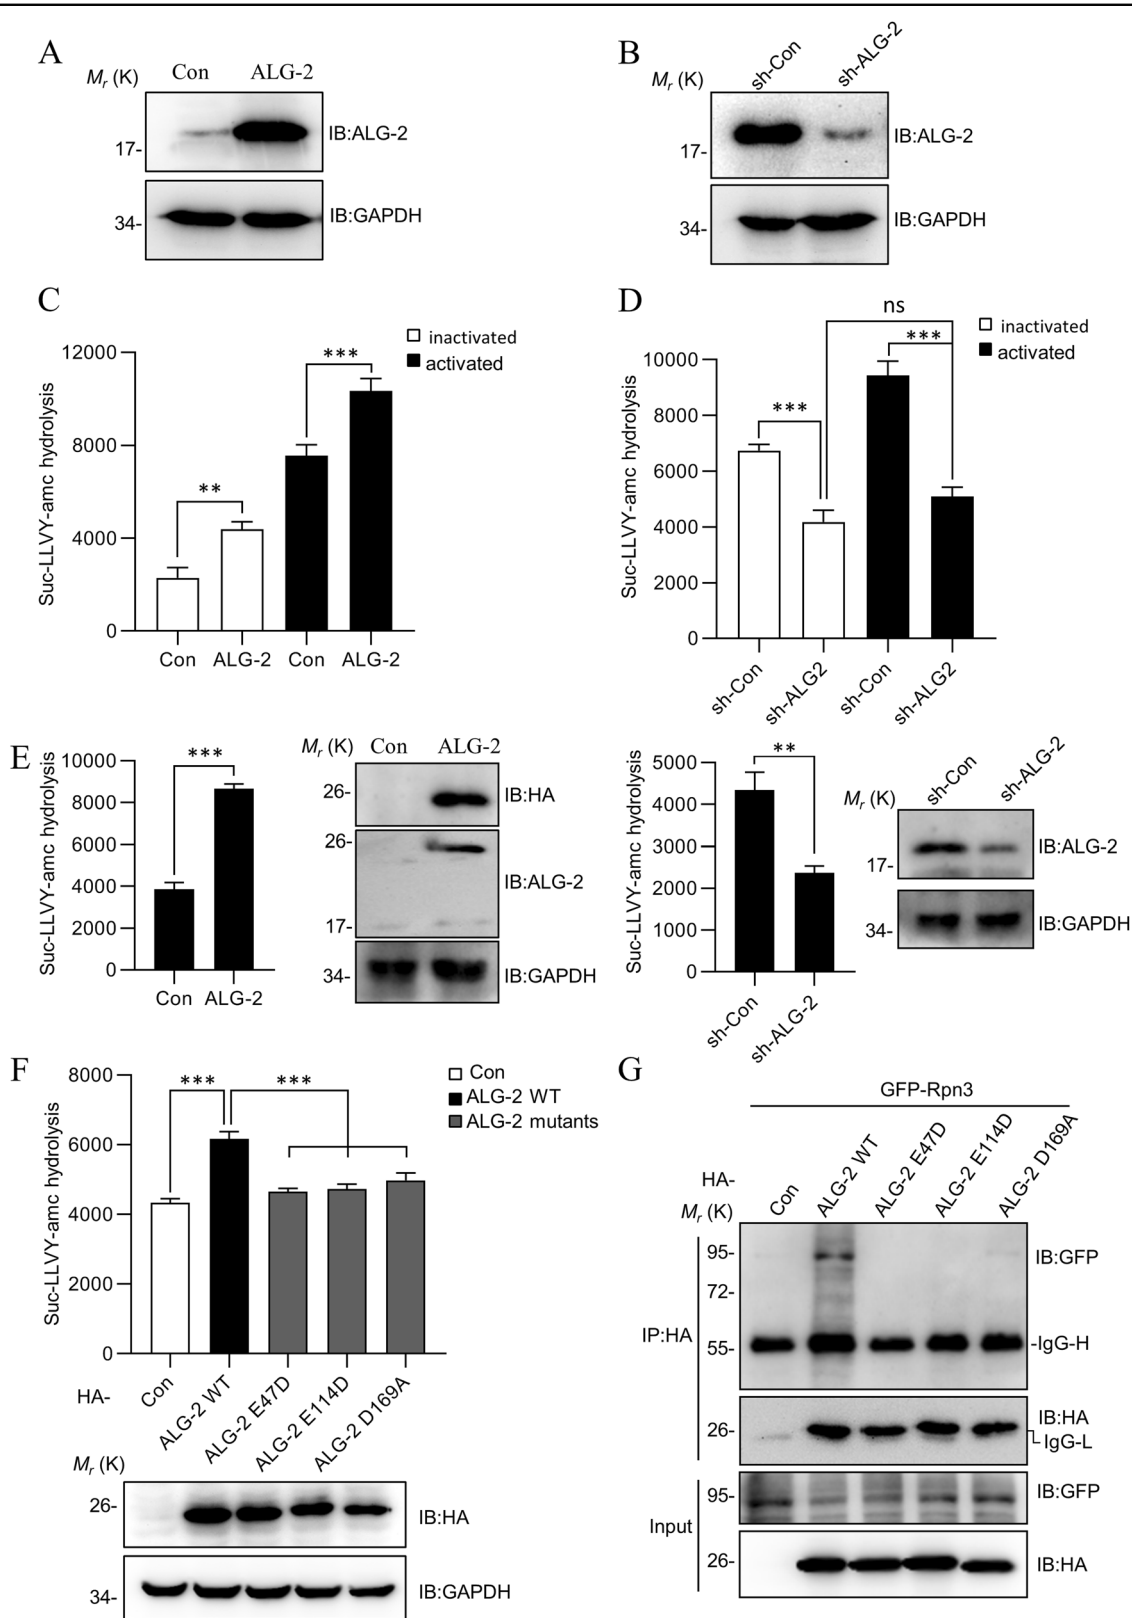 A
Mr (K)
Con
ALG-2
17-
IB:ALG-2
34-
IB:GAPDH
B
Mr (K)
sh-Con
sh-ALG-2
17-
IB:ALG-2
34-
IB:GAPDH
C
Suc-LLVY-amc hydrolysis
12000
8000
4000
0
**
***
inactivated
activated
Con
ALG-2
Con
ALG-2
D
Suc-LLVY-amc hydrolysis
10000
8000
6000
4000
2000
0
***
ns
***
inactivated
activated
sh-Con
sh-ALG2
sh-Con
sh-ALG2
E
Suc-LLVY-amc hydrolysis
10000
8000
6000
4000
2000
0
***
Con
ALG-2
Mr (K)
Con
ALG-2
26-
IB:HA
26-
IB:ALG-2
17-
34-
IB:GAPDH
Suc-LLVY-amc hydrolysis
5000
4000
3000
2000
1000
0
**
sh-Con
sh-ALG-2
Mr (K)
sh-Con
sh-ALG-2
17-
IB:ALG-2
34-
IB:GAPDH
F
Suc-LLVY-amc hydrolysis
8000
6000
4000
2000
0
***
***
Con
ALG-2 WT
ALG-2 mutants
HA-
Con
ALG-2 WT
ALG-2 E47D
ALG-2 E114D
ALG-2 D169A
Mr (K)
26-
IB:HA
34-
IB:GAPDH
G
GFP-Rpn3
HA-
Con
ALG-2 WT
ALG-2 E47D
ALG-2 E114D
ALG-2 D169A
Mr (K)
IP:HA
95-
72-
55-
IB:GFP
-IgG-H
26-
IB:HA
IgG-L
Input
95-
IB:GFP
26-
IB:HA